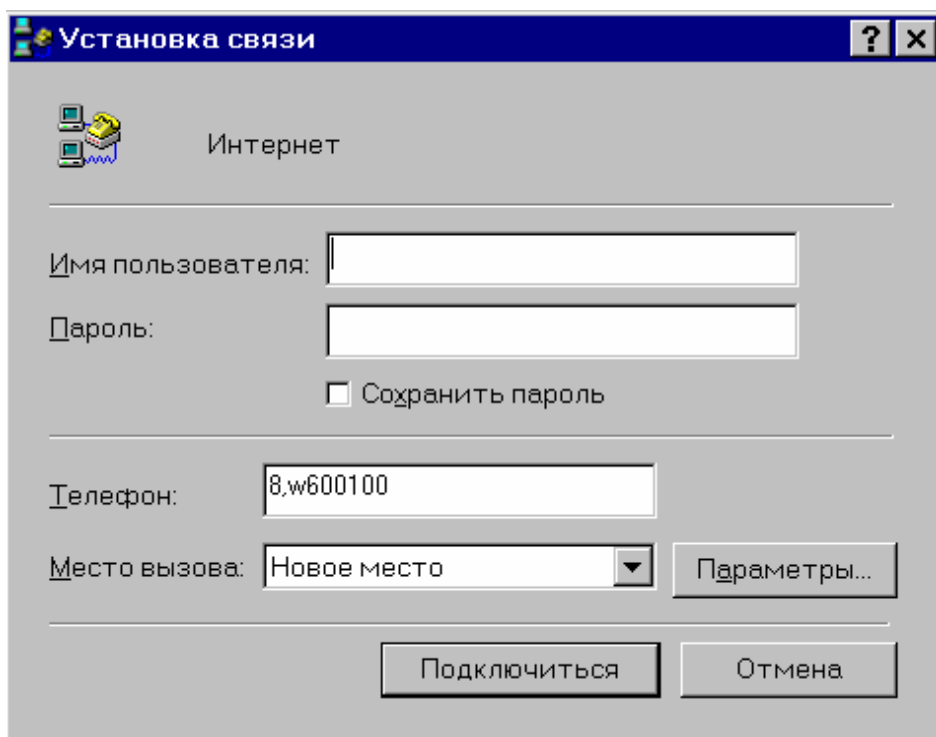 Установка связи
Интернет
Имя пользователя:
Пароль:
Сохранить пароль
Телефон: 8,w600100
Место вызова: Новое место Параметры...
Подключиться Отмена